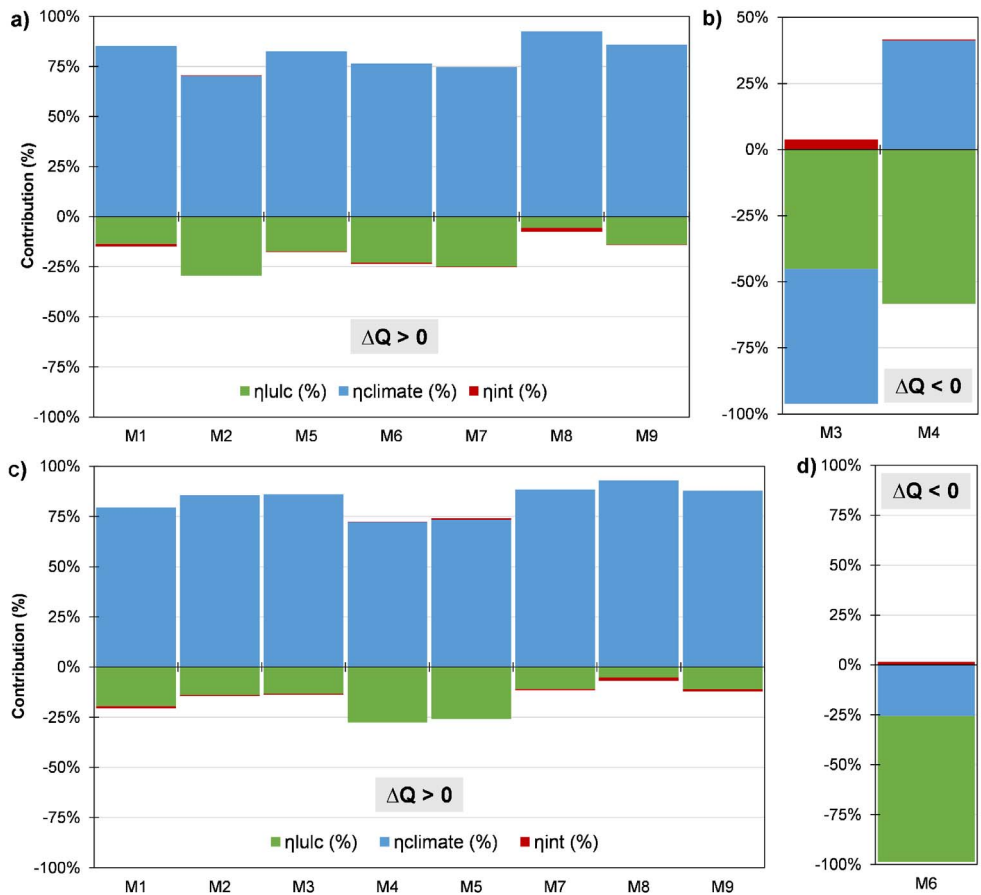 a)
Contribution (%)
100%
75%
50%
25%
0%
-25%
-50%
-75%
-100%
ΔQ > 0
ηlulc (%) ηclimate (%) ηint (%)
M1 M2 M5 M6 M7 M8 M9
b)
50%
25%
0%
-25%
-50%
-75%
-100%
ΔQ < 0
M3 M4
c)
Contribution (%)
100%
75%
50%
25%
0%
-25%
-50%
-75%
-100%
ΔQ > 0
ηlulc (%) ηclimate (%) ηint (%)
M1 M2 M3 M4 M5 M7 M8 M9
d)
100%
75%
50%
25%
0%
-25%
-50%
-75%
-100%
ΔQ < 0
M6